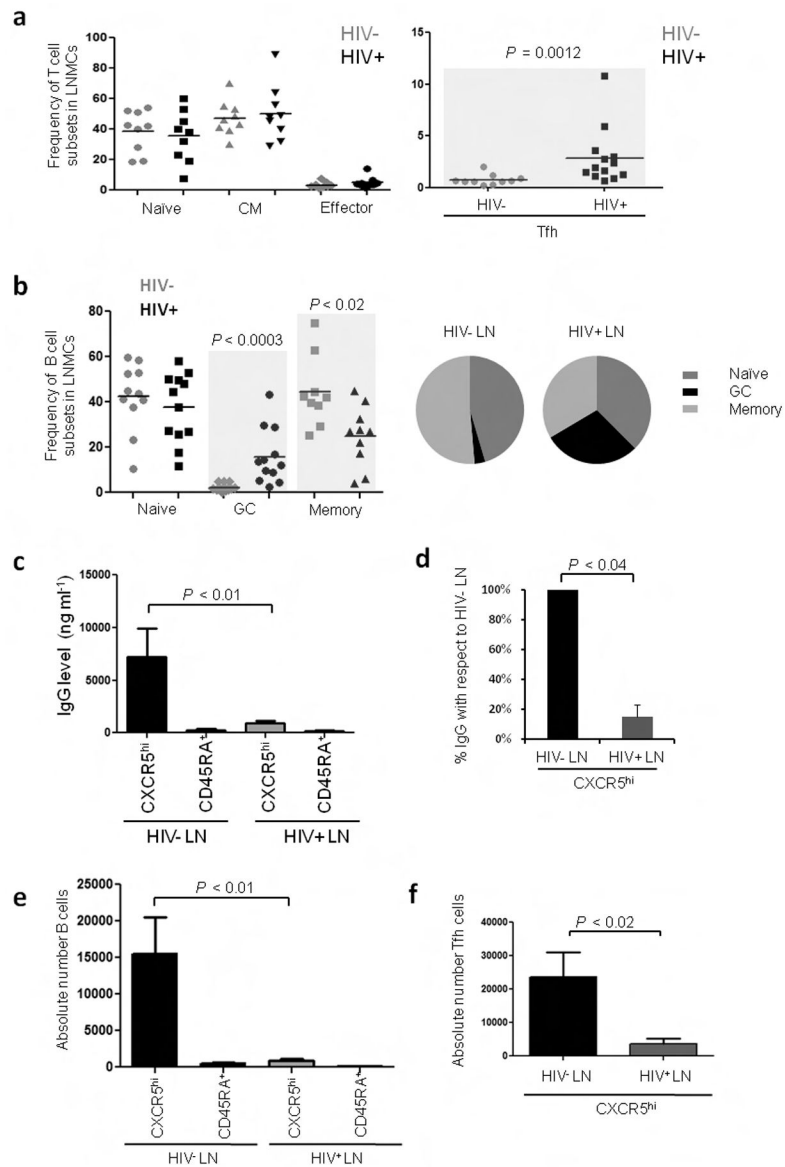 a
HIV-
HIV+
Frequency of T cell
subsets in LNMCs
100
80
60
40
20
0
Naïve
CM
Effector
HIV-
HIV+
P = 0.0012
15
10
5
0
HIV-
HIV+
Tfh
b
HIV-
HIV+
P < 0.0003
P < 0.02
Frequency of B cell
subsets in LNMCs
80
60
40
20
0
Naive
GC
Memory
HIV- LN
HIV+ LN
Naïve
GC
Memory
c
P < 0.01
IgG level (ng ml-1)
15000
10000
5000
0
CXCR5hi
CD45RA+
CXCR5hi
CD45RA+
HIV- LN
HIV+ LN
d
P < 0.04
% IgG with respect to HIV- LN
100%
80%
60%
40%
20%
0%
HIV- LN
HIV+ LN
CXCR5hi
e
P < 0.01
Absolute number B cells
25000
20000
15000
10000
5000
0
CXCR5hi
CD45RA+
CXCR5hi
CD45RA+
HIV- LN
HIV+ LN
f
P < 0.02
Absolute number Tfh cells
40000
30000
20000
10000
0
HIV- LN
HIV+ LN
CXCR5hi